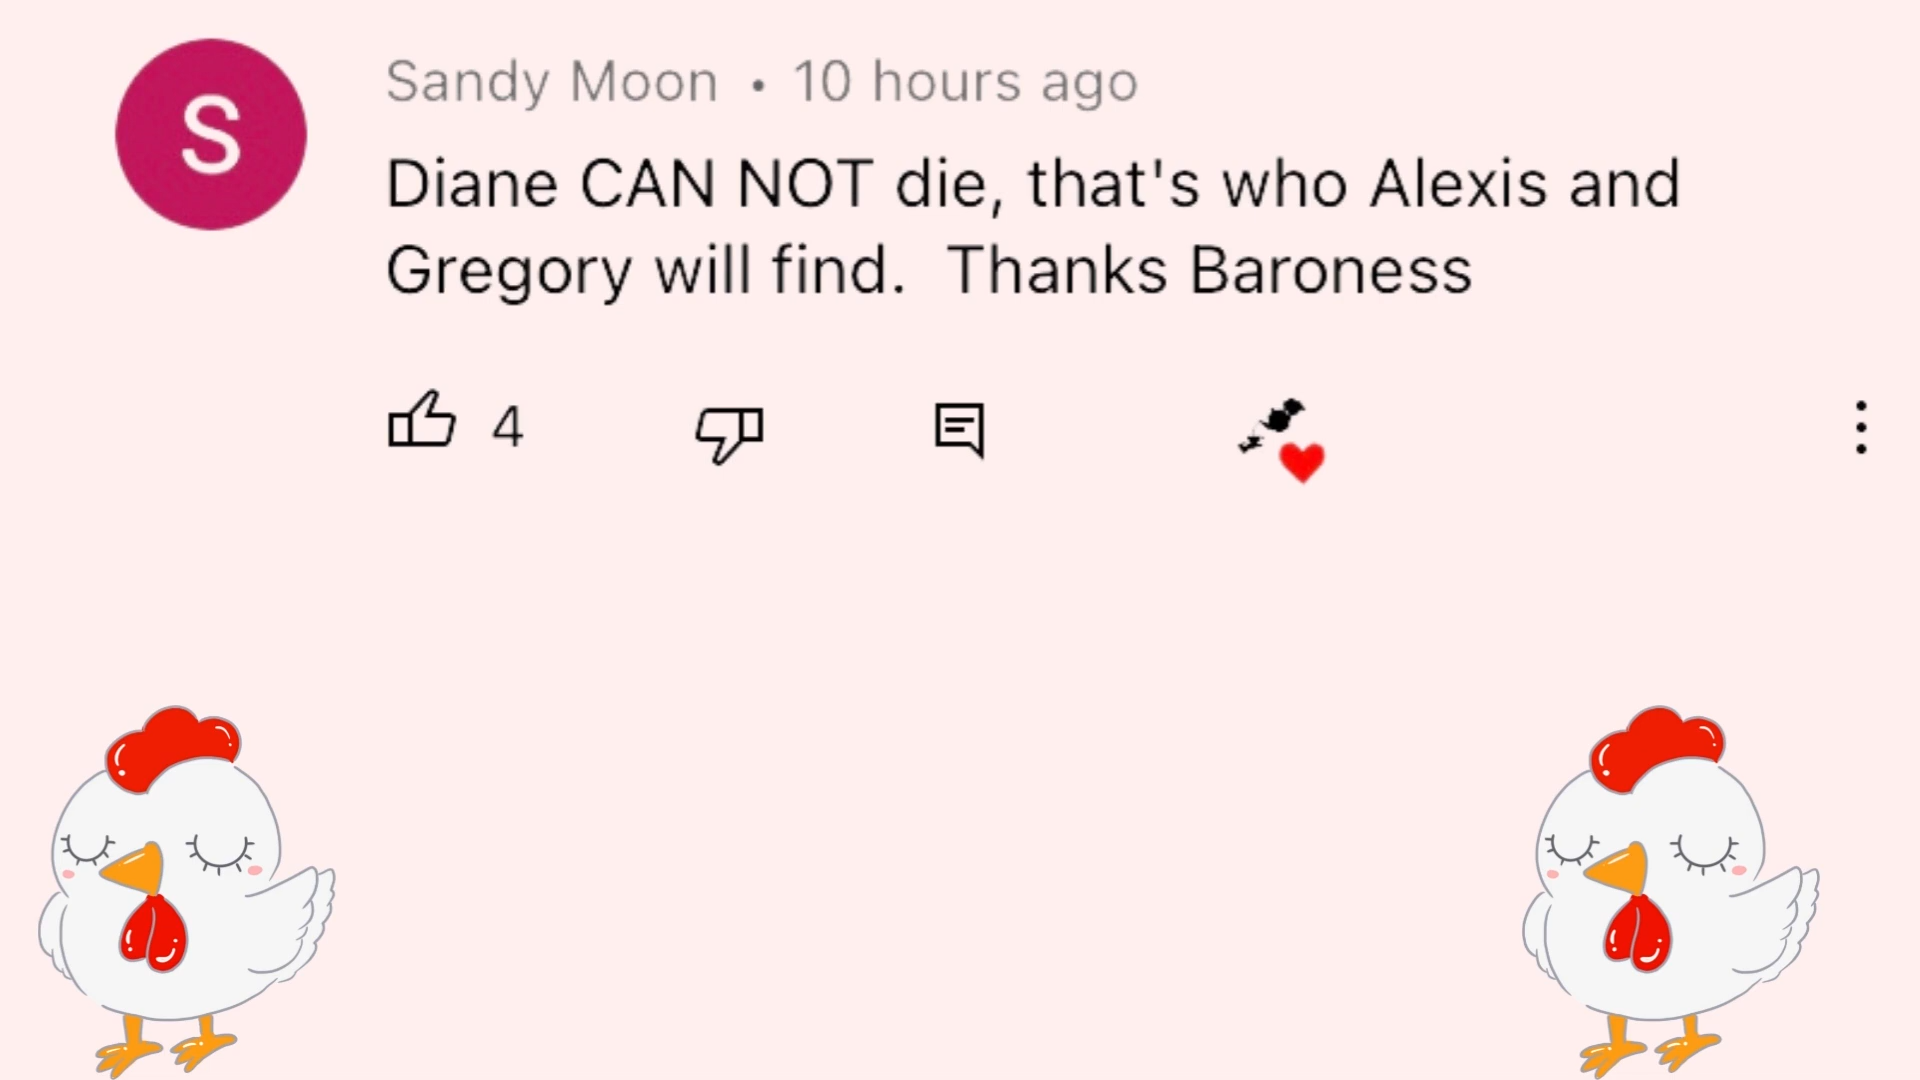 S
Sandy Moon • 10 hours ago
Diane CAN NOT die, that's who Alexis and
Gregory will find.  Thanks Baroness
4